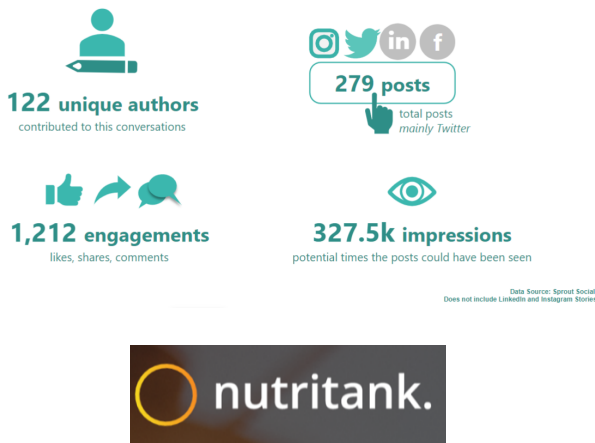 122 unique authors
contributed to this conversations
in
f
279 posts
total posts
mainly Twitter
1,212 engagements
likes, shares, comments
327.5k impressions
potential times the posts could have been seen
Data Source: Sprout Social
Does not include LinkedIn and Instagram Stories
nutritank.